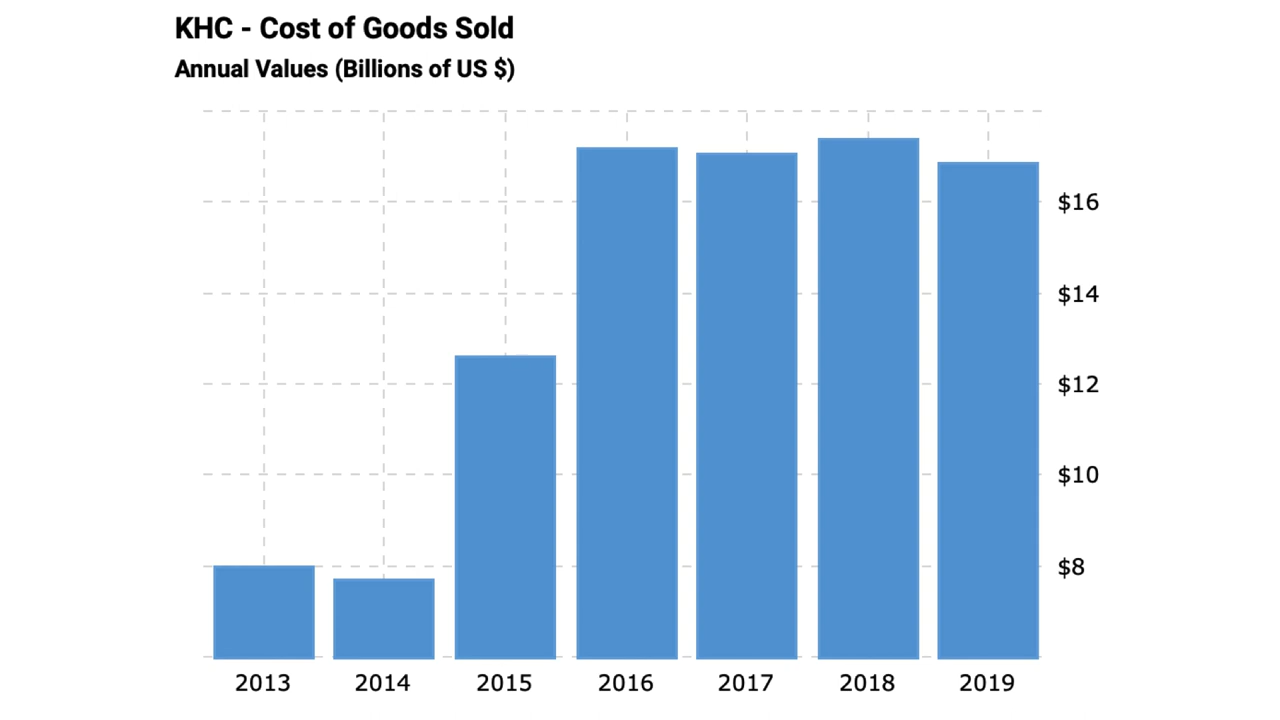 KHC - Cost of Goods Sold
Annual Values (Billions of US $)
$16
$14
$12
$10
$8
2013 2014 2015 2016 2017 2018 2019